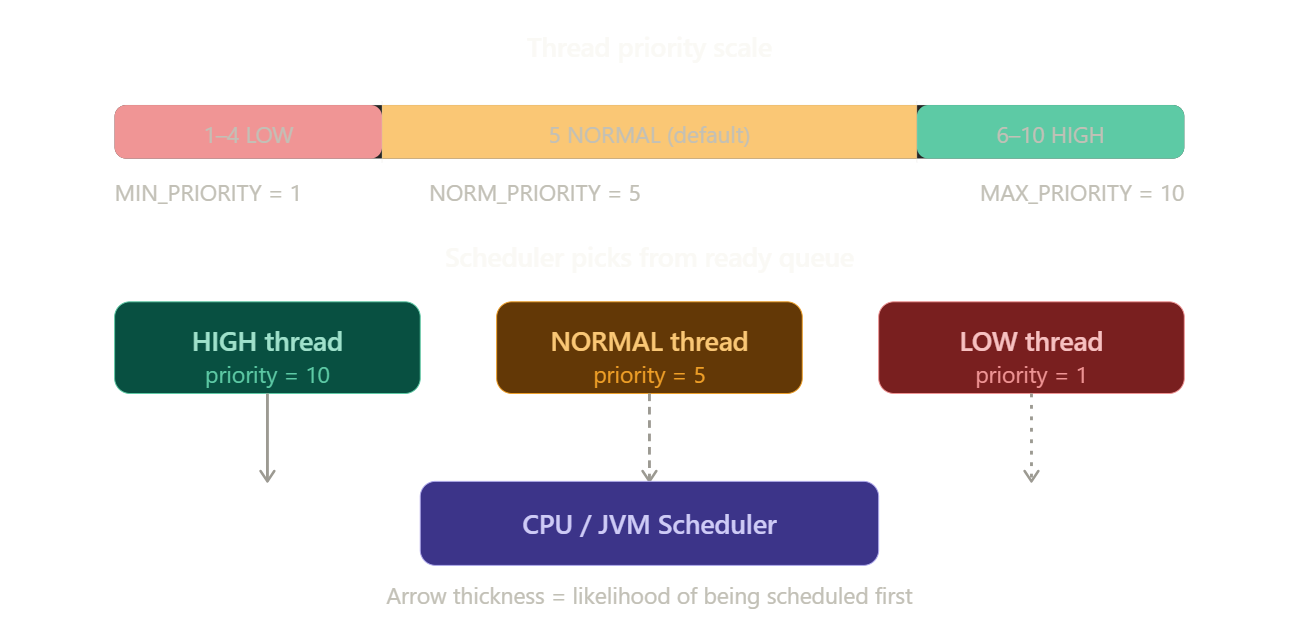 Thread priority scale
1–4 LOW
5 NORMAL (default)
6–10 HIGH
MIN_PRIORITY = 1
NORM_PRIORITY = 5
MAX_PRIORITY = 10
Scheduler picks from ready queue
HIGH thread
priority = 10
NORMAL thread
priority = 5
LOW thread
priority = 1
CPU / JVM Scheduler
Arrow thickness = likelihood of being scheduled first